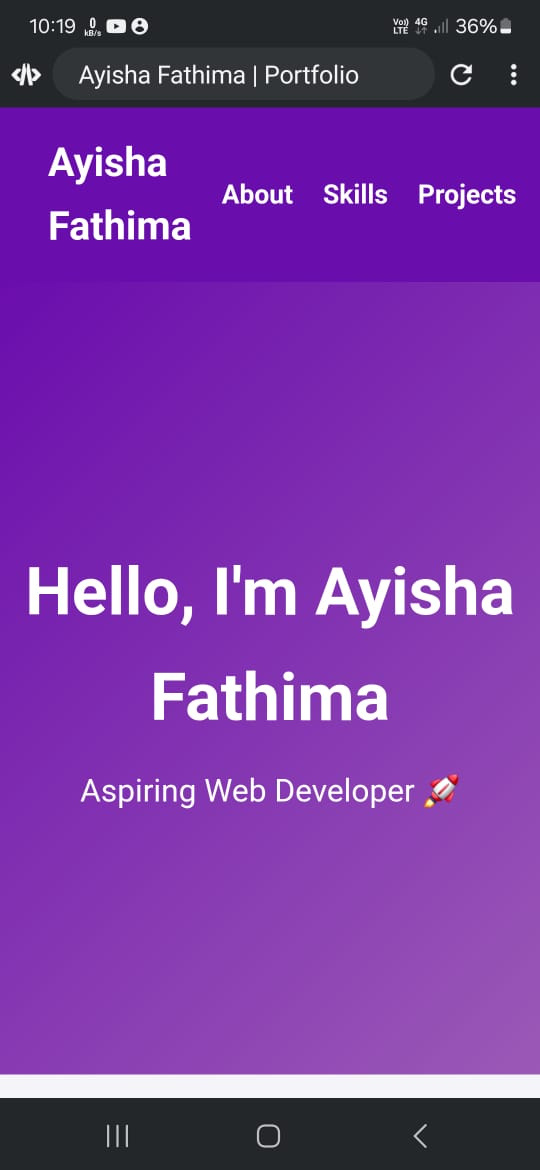 10:19 0 kB/s Vo)) LTE 4G 36%
Ayisha Fathima | Portfolio
Ayisha
Fathima
About Skills Projects
Hello, I'm Ayisha
Fathima
Aspiring Web Developer 🚀